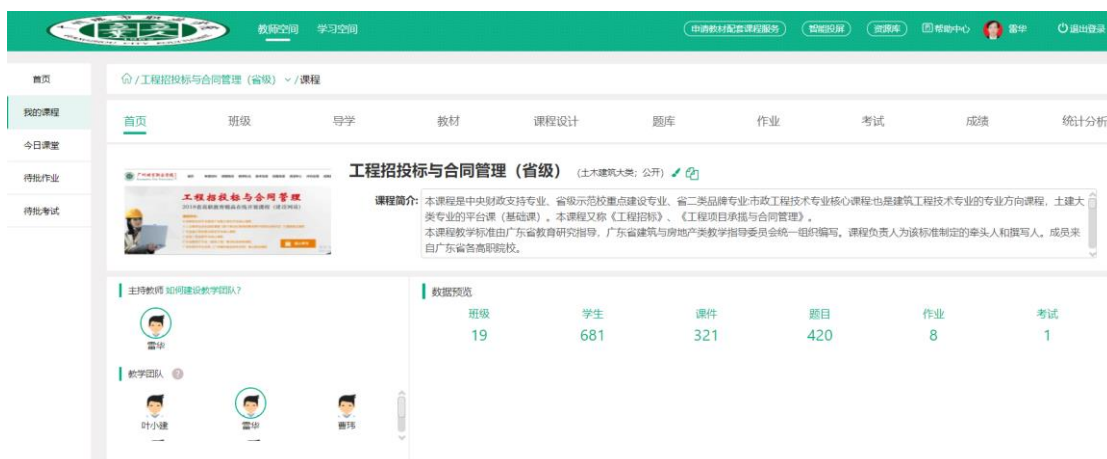 教师空间 学习空间 申请教材配套课程服务 智能投屏 资源库 帮助中心 雷华 退出登录
首页
我的课程
今日课堂
待批作业
待批考试
/工程招投标与合同管理(省级) /课程
首页 班级 导学 教材 课程设计 题库 作业 考试 成绩 统计分析
工程招投标与合同管理
工程招投标与合同管理(省级) (土木建筑大类; 公开)
课程简介: 本课程是中央财政支持专业、省级示范校重点建设专业、省二类品牌专业市政工程技术专业核心课程;也是建筑工程技术专业的专业方向课程,土建大
类专业的平台课(基础课)。本课程又称《工程招标》、《工程项目承揽与合同管理》。
本课程教学标准由广东省教育研究指导,广东省建筑与房地产类教学指导委员会统一组织编写。课程负责人为该标准制定的牵头人和撰写人。成员来
自广东省各高职院校。
主持教师 如何建设教学团队?
雷华
教学团队 ?
叶小建 雷华 曹玮
数据预览
班级 学生 课件 题目 作业 考试
19 681 321 420 8 1